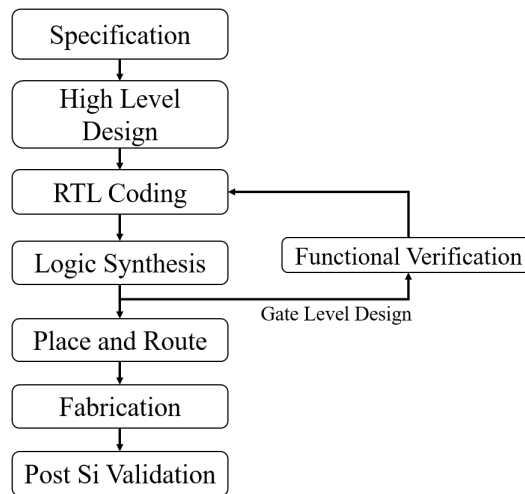 Specification
High Level
Design
RTL Coding
Logic Synthesis
Functional Verification
Gate Level Design
Place and Route
Fabrication
Post Si Validation